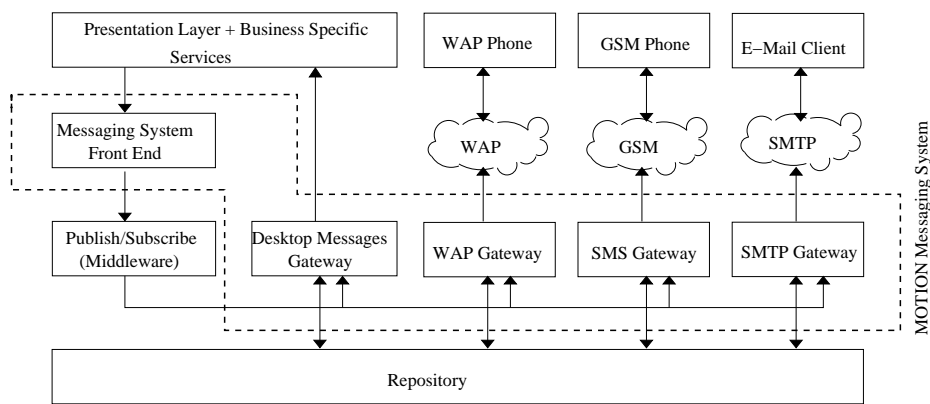 Presentation Layer + Business Specific
Services
WAP Phone
GSM Phone
E−Mail Client
Messaging System
Front End
WAP
GSM
SMTP
Publish/Subscribe
(Middleware)
Desktop Messages
Gateway
WAP Gateway
SMS Gateway
SMTP Gateway
MOTION Messaging System
Repository